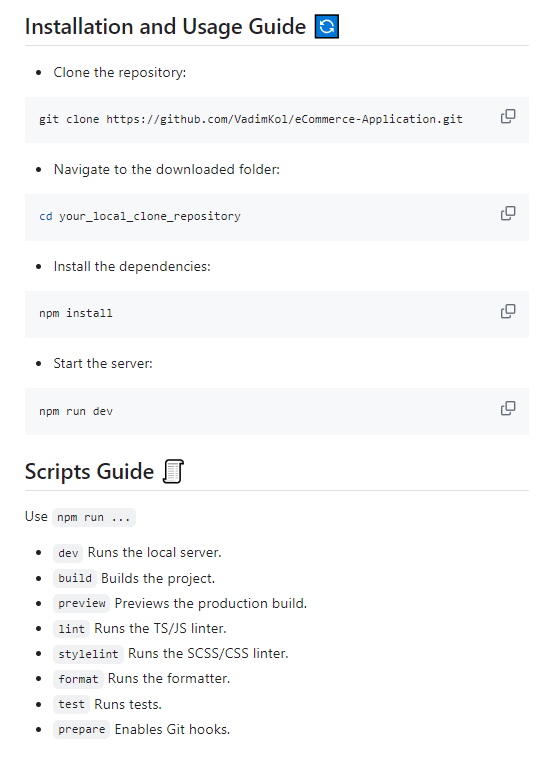 Installation and Usage Guide
Clone the repository:
git clone https://github.com/VadimKol/eCommerce-Application.git
Navigate to the downloaded folder:
cd your_local_clone_repository
Install the dependencies:
npm install
Start the server:
npm run dev
Scripts Guide
Use npm run ...
dev Runs the local server.
build Builds the project.
preview Previews the production build.
lint Runs the TS/JS linter.
stylelint Runs the SCSS/CSS linter.
format Runs the formatter.
test Runs tests.
prepare Enables Git hooks.